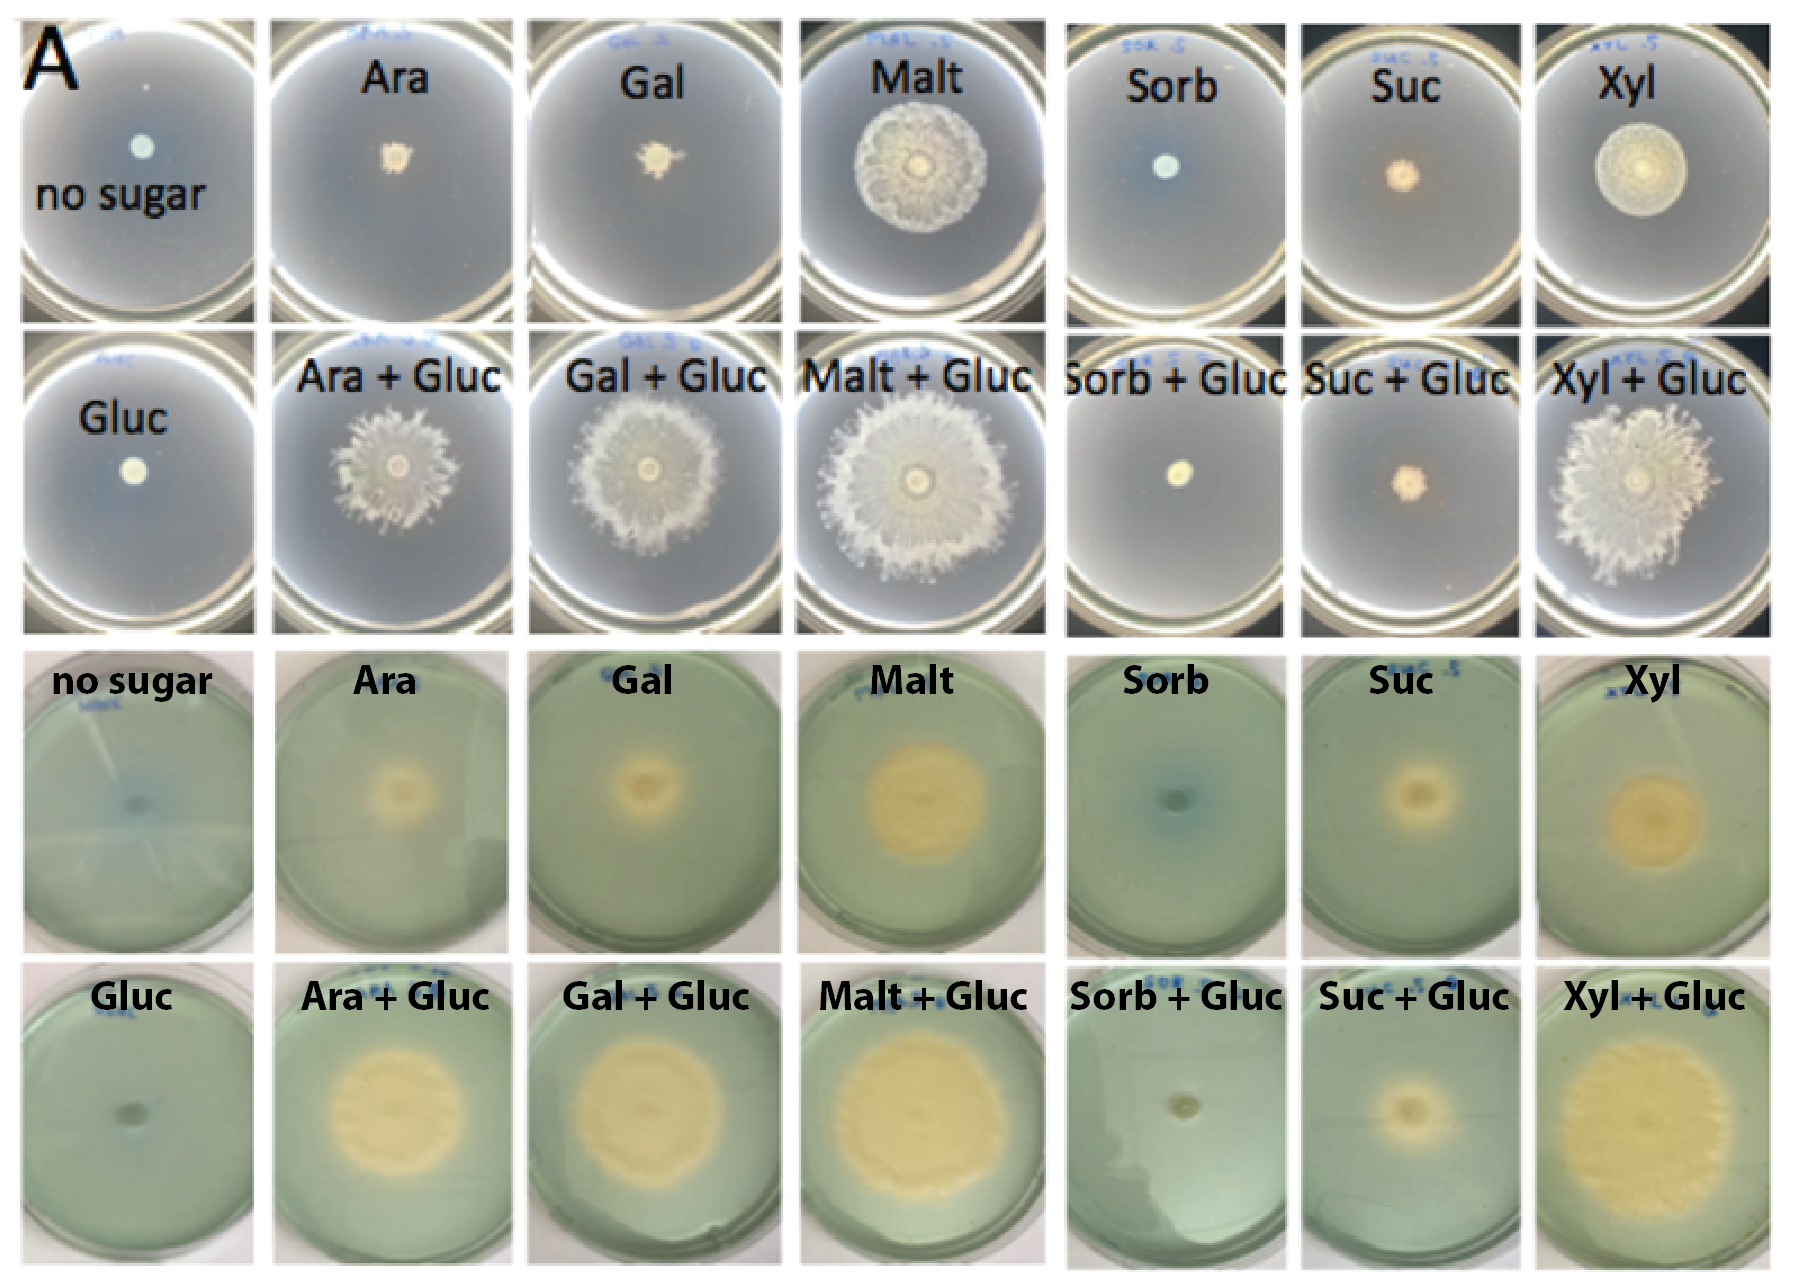 A
Ara
Gal
Malt
Sorb
Suc
Xyl
no sugar
Gluc
Ara + Gluc
Gal + Gluc
Malt + Gluc
Sorb + Gluc
Suc + Gluc
Xyl + Gluc
no sugar
Ara
Gal
Malt
Sorb
Suc
Xyl
Gluc
Ara + Gluc
Gal + Gluc
Malt + Gluc
Sorb + Gluc
Suc + Gluc
Xyl + Gluc